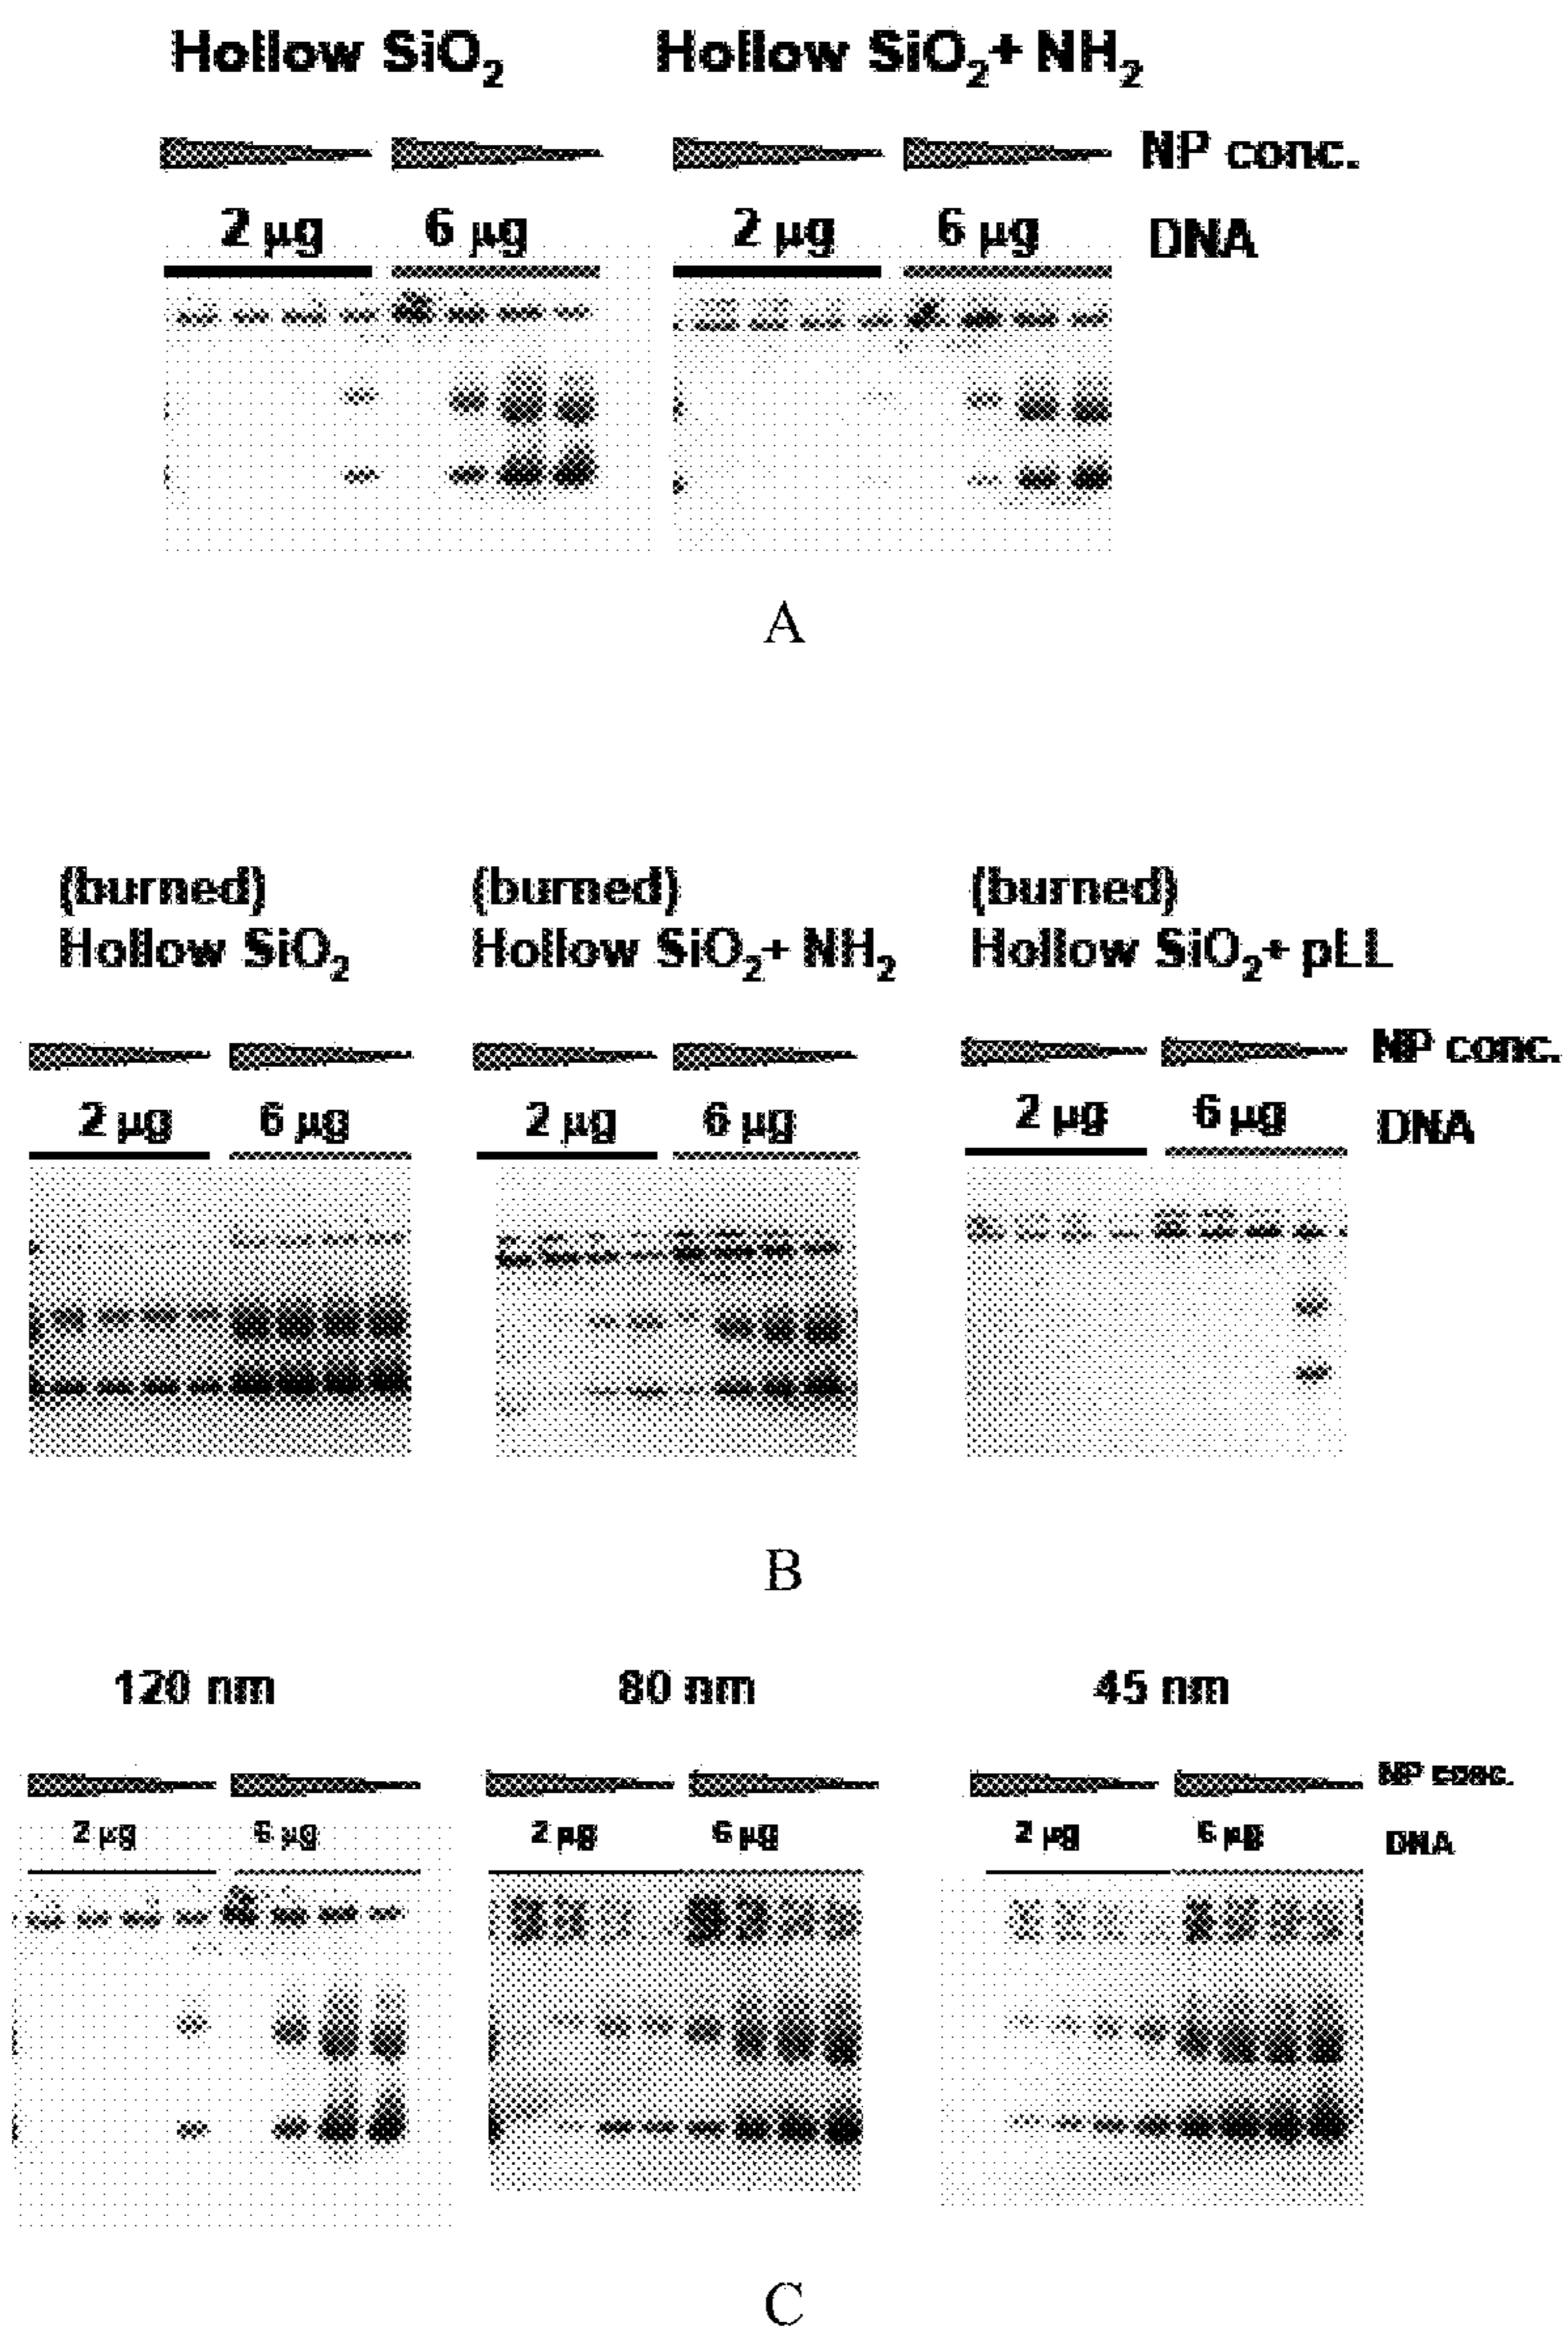 Hollow SiO₂ Hollow SiO₂+ NH₂
NP conc.
2 µg 6 µg 2 µg 6 µg DNA
A
(burned) (burned) (burned)
Hollow SiO₂ Hollow SiO₂+ NH₂ Hollow SiO₂+ pLL
NP conc.
2 µg 6 µg 2 µg 6 µg 2 µg 6 µg DNA
B
120 nm 80 nm 45 nm
NP conc.
2 µg 6 µg 2 µg 6 µg 2 µg 6 µg DNA
C